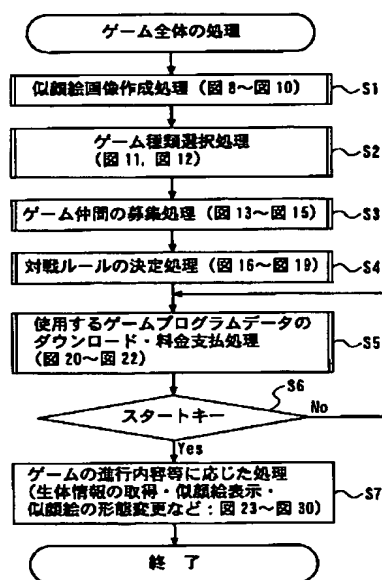 ゲーム全体の処理
似顔絵画像作成処理（図8〜図10）
S1
ゲーム種類選択処理
（図11，図12）
S2
ゲーム仲間の募集処理（図13〜図15）
S3
対戦ルールの決定処理（図16〜図19）
S4
使用するゲームプログラムデータの
ダウンロード・料金支払処理
（図20〜図22）
S5
S6
スタートキー
No
Yes
ゲームの進行内容等に応じた処理
（生体情報の取得・似顔絵表示・
似顔絵の形態変更など：図23〜図30）
S7
終了